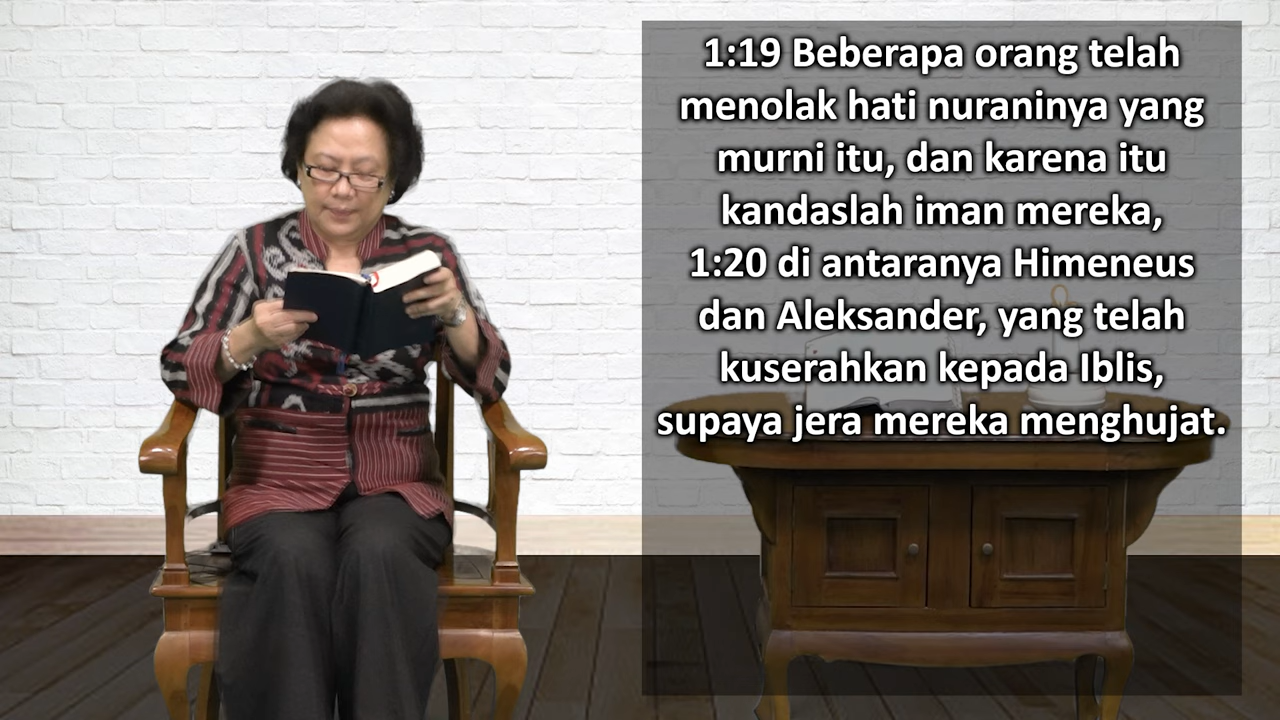 1:19 Beberapa orang telah
menolak hati nuraninya yang
murni itu, dan karena itu
kandaslah iman mereka,
1:20 di antaranya Himeneus
dan Aleksander, yang telah
kuserahkan kepada Iblis,
supaya jera mereka menghujat.